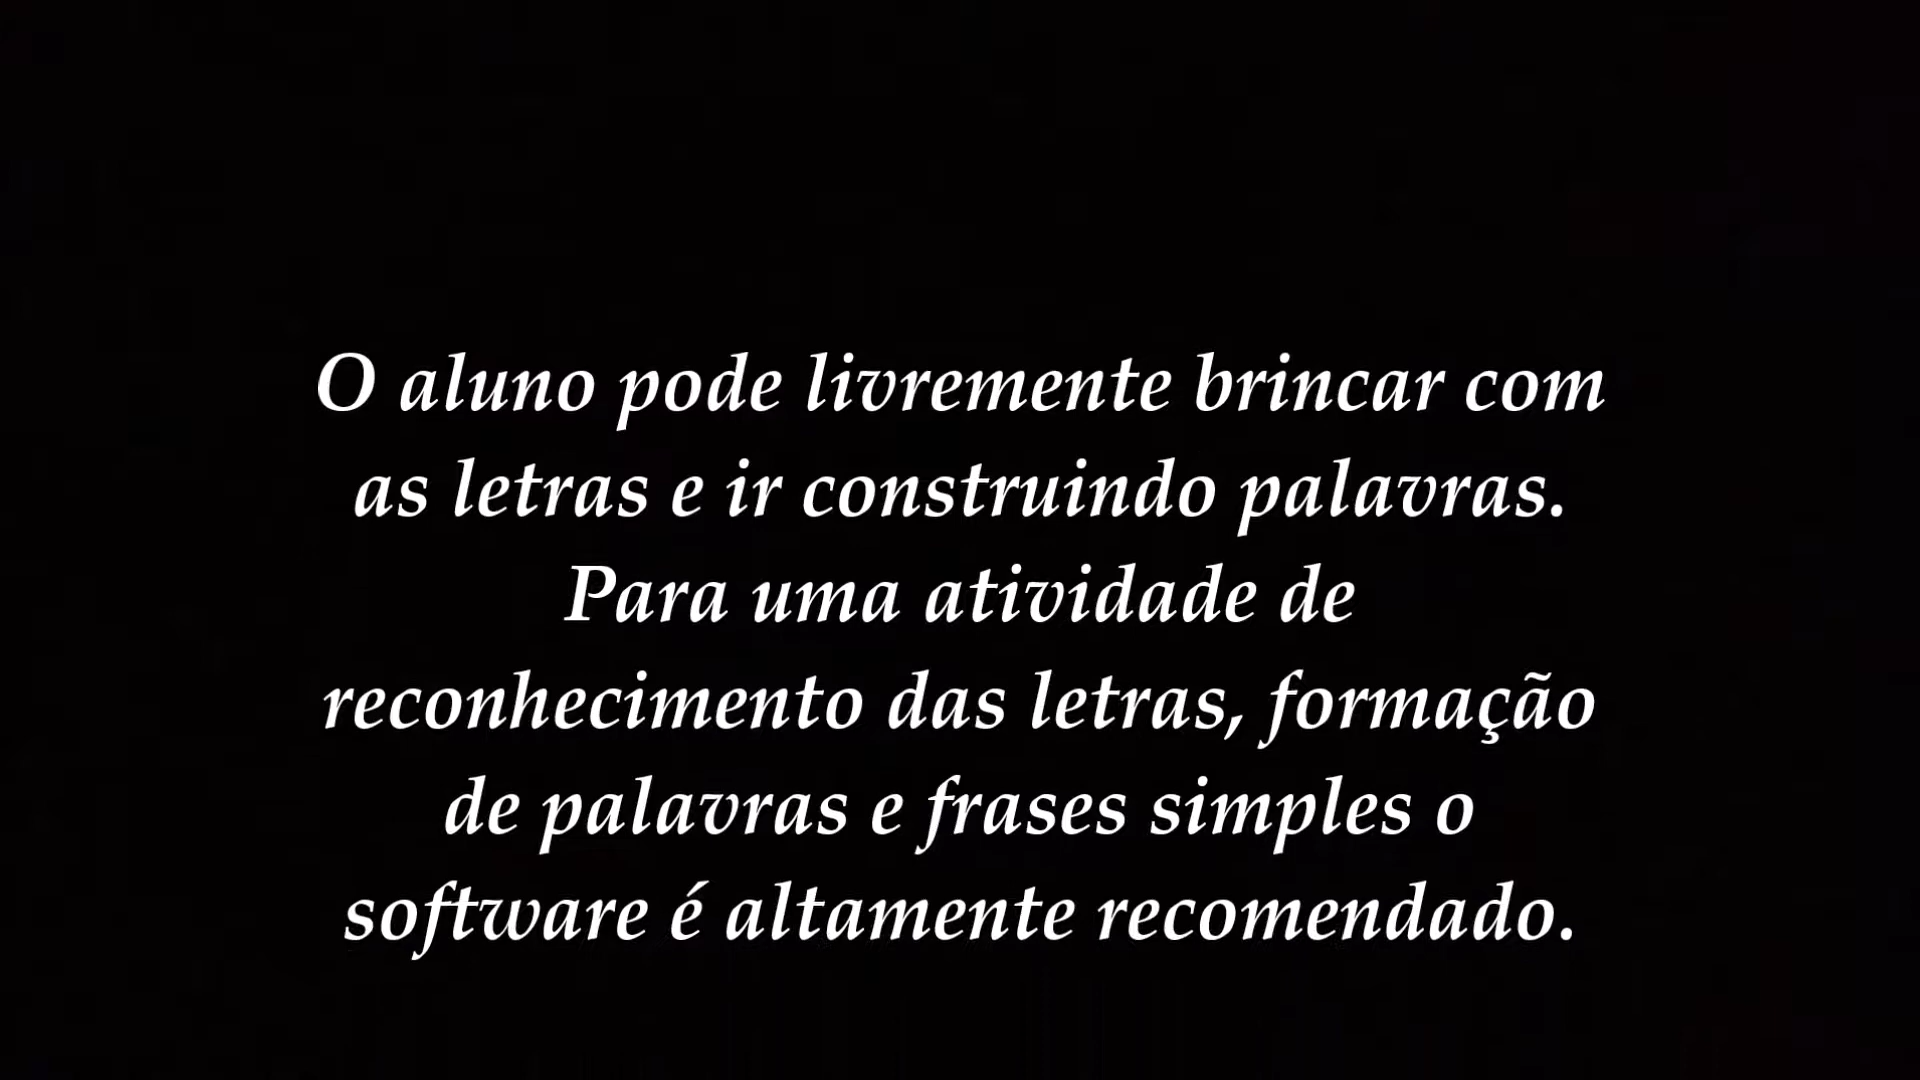 O aluno pode livremente brincar com
as letras e ir construindo palavras.
Para uma atividade de
reconhecimento das letras, formação
de palavras e frases simples o
software é altamente recomendado.